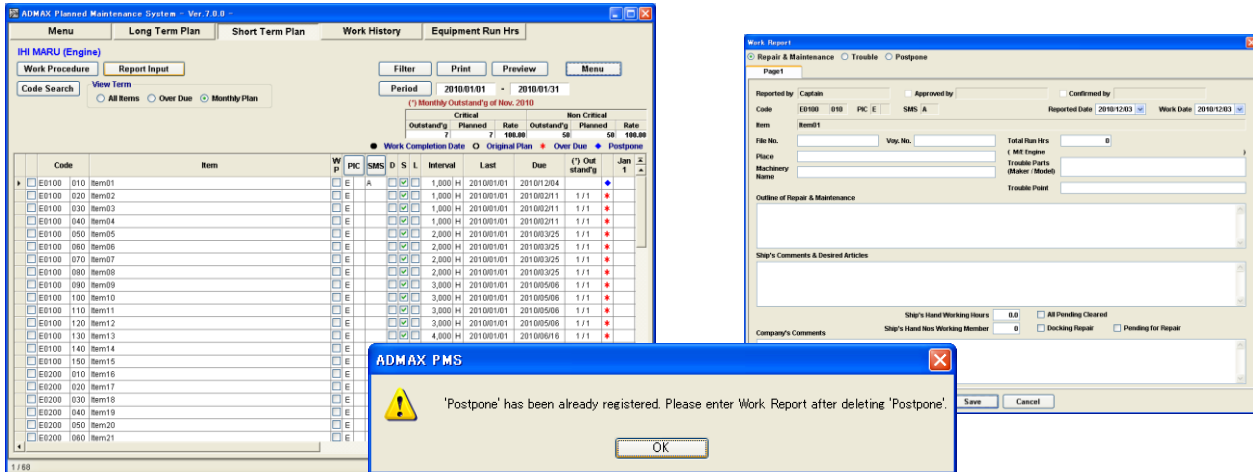 ADMAX Planned Maintenance System - Ver.7.0.0 -
Menu Long Term Plan Short Term Plan Work History Equipment Run Hrs
IHI MARU (Engine)
Work Procedure Report Input Filter Print Preview Menu
Code Search View Term All Items Over Due Monthly Plan Period 2010/01/01 - 2010/01/31
(*) Monthly Outstand'g of Nov. 2010
Critical Non Critical
Outstand'g Planned Rate Outstand'g Planned Rate
7 7 100.00 50 50 100.00
Work Completion Date Original Plan Over Due Postpone
Code Item W P PIC SMS D S L Interval Last Due (*) Out stand'g Jan 1
E0100 010 Item01 E A 1,000 H 2010/01/01 2010/12/04
E0100 020 Item02 E 1,000 H 2010/01/01 2010/02/11 1 / 1
E0100 030 Item03 E 1,000 H 2010/01/01 2010/02/11 1 / 1
E0100 040 Item04 E 1,000 H 2010/01/01 2010/02/11 1 / 1
E0100 050 Item05 E 2,000 H 2010/01/01 2010/03/25 1 / 1
E0100 060 Item06 E 2,000 H 2010/01/01 2010/03/25 1 / 1
E0100 070 Item07 E 2,000 H 2010/01/01 2010/03/25 1 / 1
E0100 080 Item08 E 2,000 H 2010/01/01 2010/03/25 1 / 1
E0100 090 Item09 E 3,000 H 2010/01/01 2010/05/06 1 / 1
E0100 100 Item10 E 3,000 H 2010/01/01 2010/05/06 1 / 1
E0100 110 Item11 E 3,000 H 2010/01/01 2010/05/06 1 / 1
E0100 120 Item12 E 3,000 H 2010/01/01 2010/05/06 1 / 1
E0100 130 Item13 E 4,000 H 2010/01/01 2010/06/16 1 / 1
E0100 140 Item14 E
E0100 150 Item15 E
E0200 010 Item16 E
E0200 020 Item17 E
E0200 030 Item18 E
E0200 040 Item19 E
E0200 050 Item20 E
E0200 060 Item21 E
1 / 68
Work Report
Repair & Maintenance Trouble Postpone
Page1
Reported by Captain Approved by Confirmed by
Code E0100 010 PIC E SMS A Reported Date 2010/12/03 Work Date 2010/12/03
Item Item01
File No. Voy. No. Total Run Hrs 0
Place ( M/E Engine )
Machinery Name Trouble Parts (Maker / Model)
Trouble Point
Outline of Repair & Maintenance
Ship's Comments & Desired Articles
Ship's Hand Working Hours 0.0 All Pending Cleared
Company's Comments Ship's Hand Nos Working Member 0 Docking Repair Pending for Repair
Save Cancel
ADMAX PMS
'Postpone' has been already registered. Please enter Work Report after deleting 'Postpone'.
OK